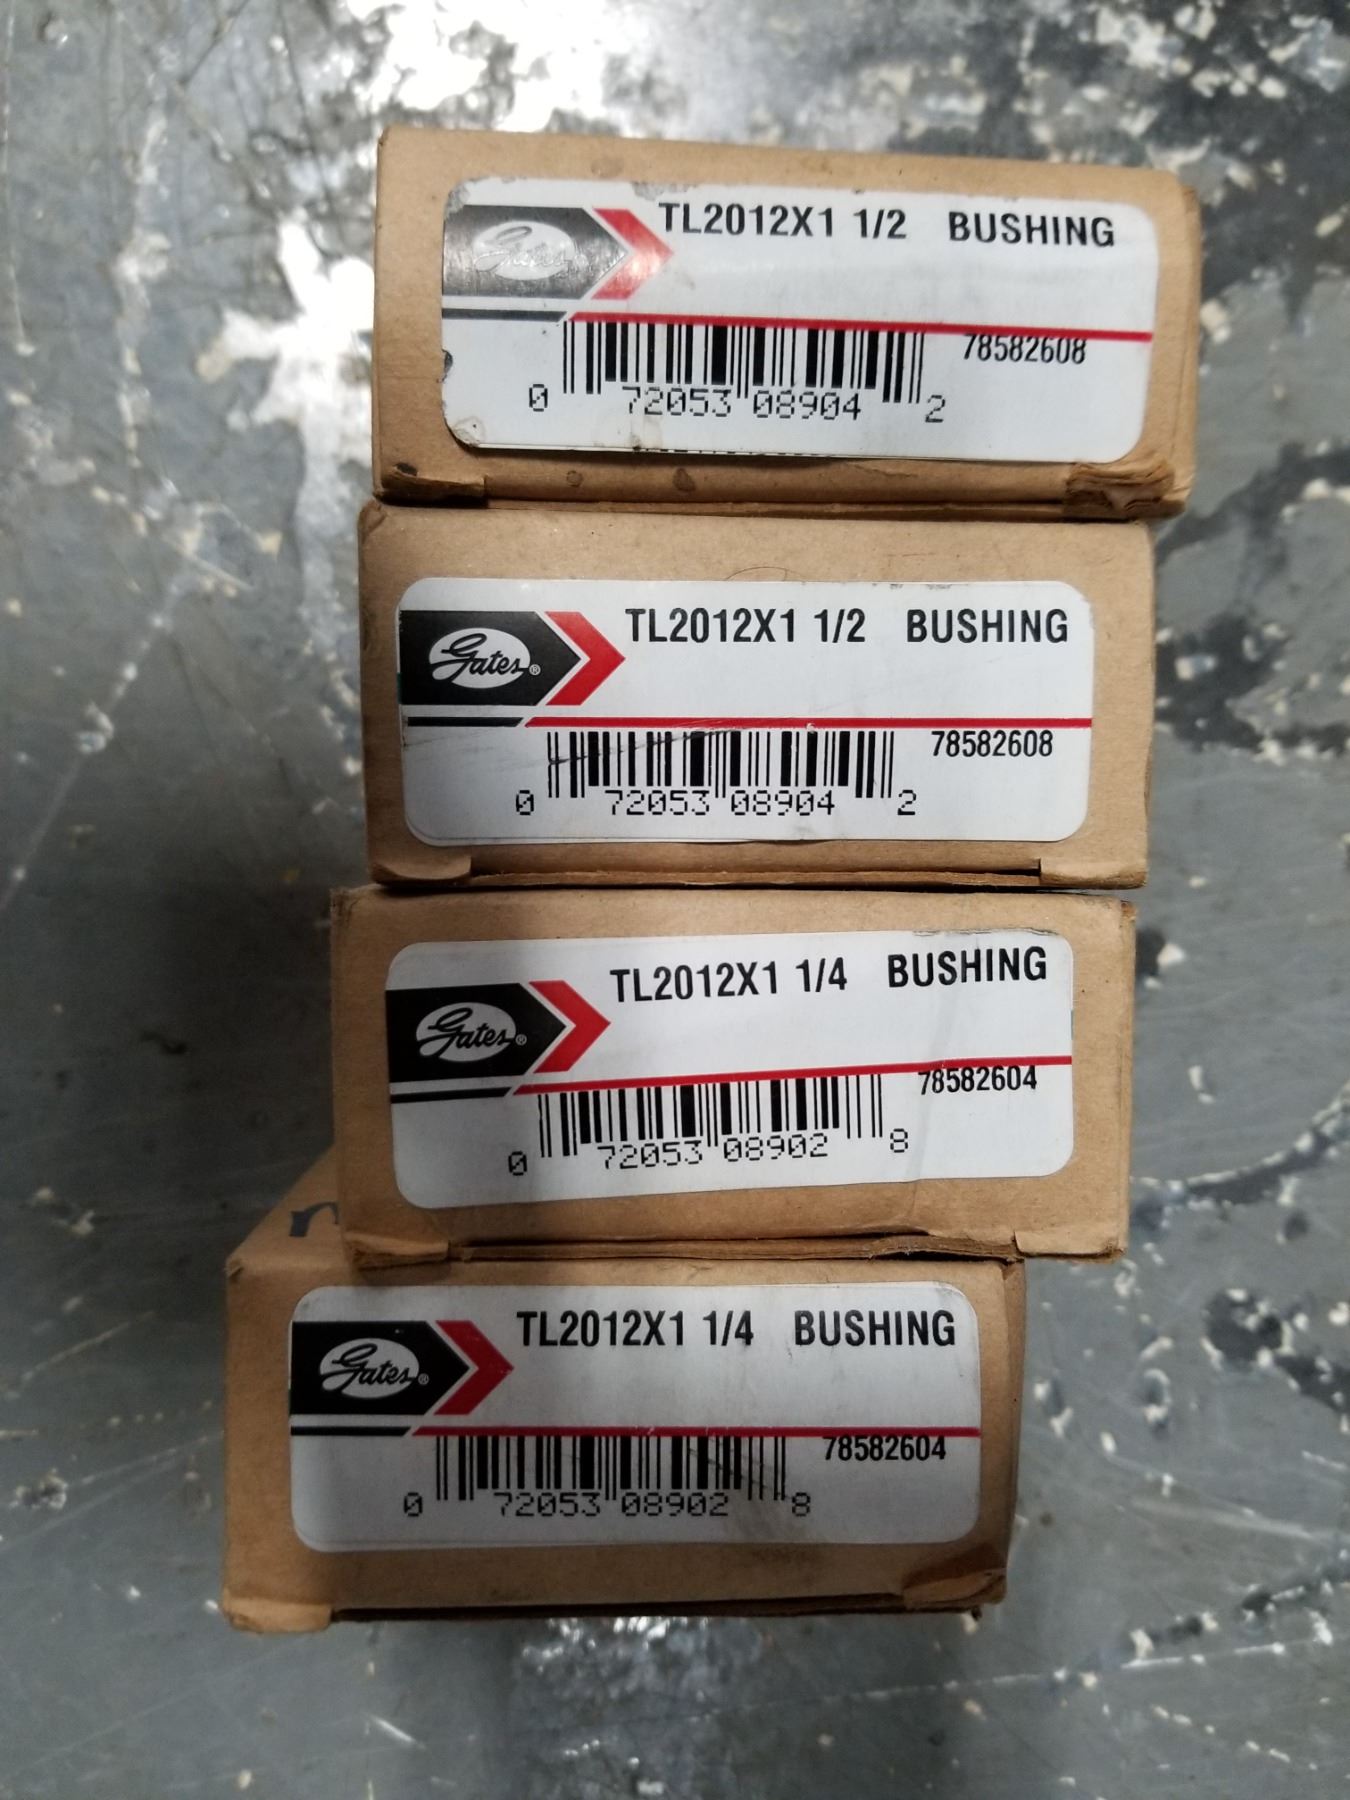 TL2012X1 1/2 BUSHING
Gates®
78582608
0 72053 08904 2
TL2012X1 1/2 BUSHING
Gates®
78582608
0 72053 08904 2
TL2012X1 1/4 BUSHING
Gates®
78582604
0 72053 08902 8
TL2012X1 1/4 BUSHING
Gates®
78582604
0 72053 08902 8